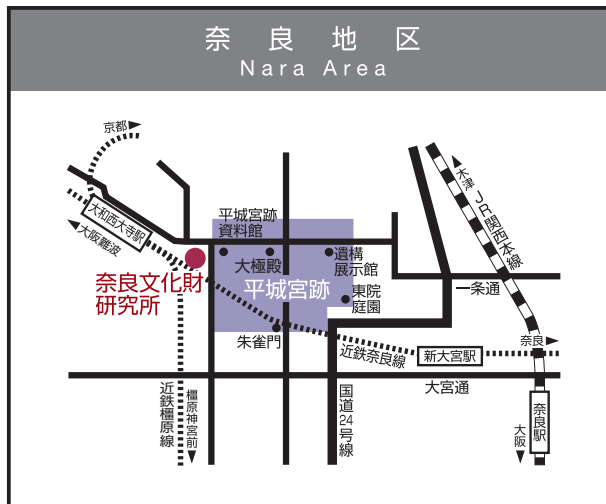 奈良地区
Nara Area
京都
木津
JR関西本線
大和西大寺駅
大阪難波
平城宮跡
資料館
大極殿
遺構
展示館
奈良文化財
研究所
平城宮跡
東院
庭園
一条通
朱雀門
近鉄奈良線
新大宮駅
奈良
大宮通
近鉄橿原線
橿原神宮前
国道24号線
奈良駅
大阪